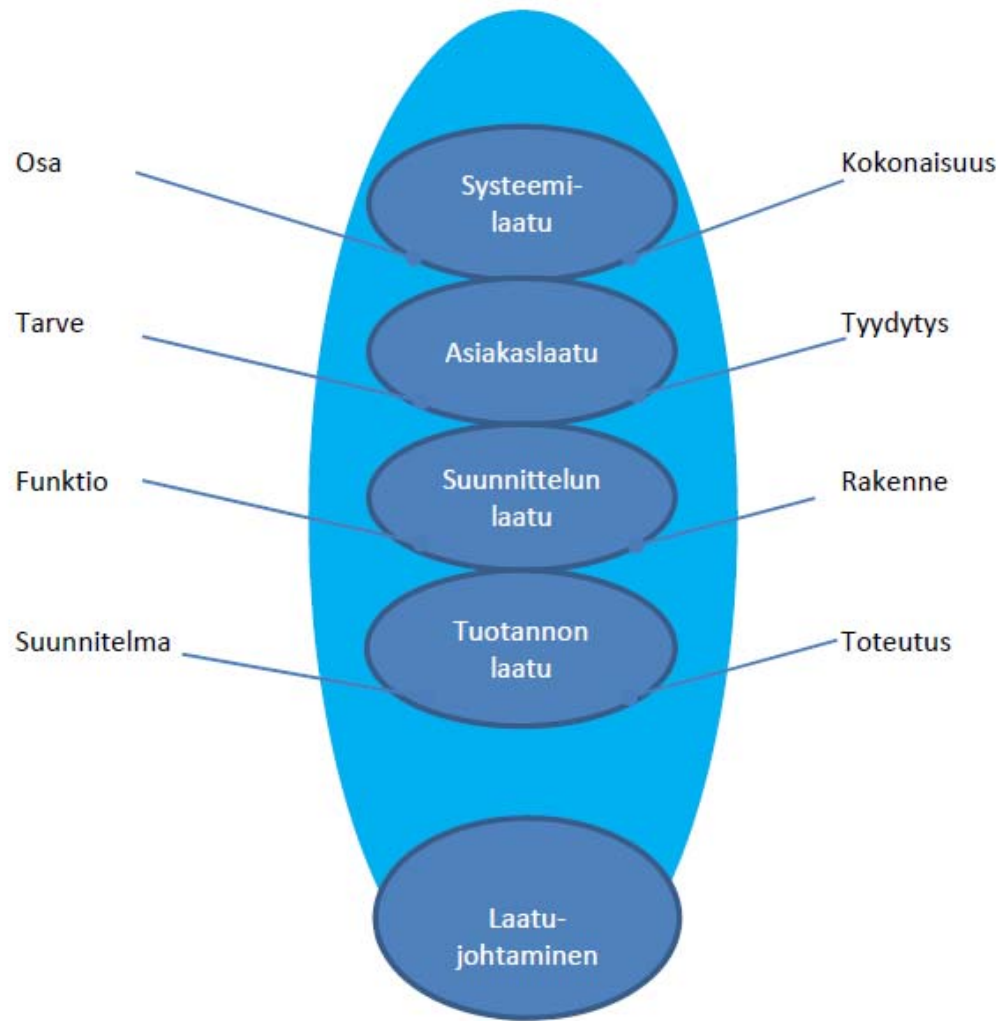 Osa
Systeemi-
laatu
Kokonaisuus
Tarve
Asiakaslaatu
Tyydytys
Funktio
Suunnittelun
laatu
Rakenne
Suunnitelma
Tuotannon
laatu
Toteutus
Laatu-
johtaminen